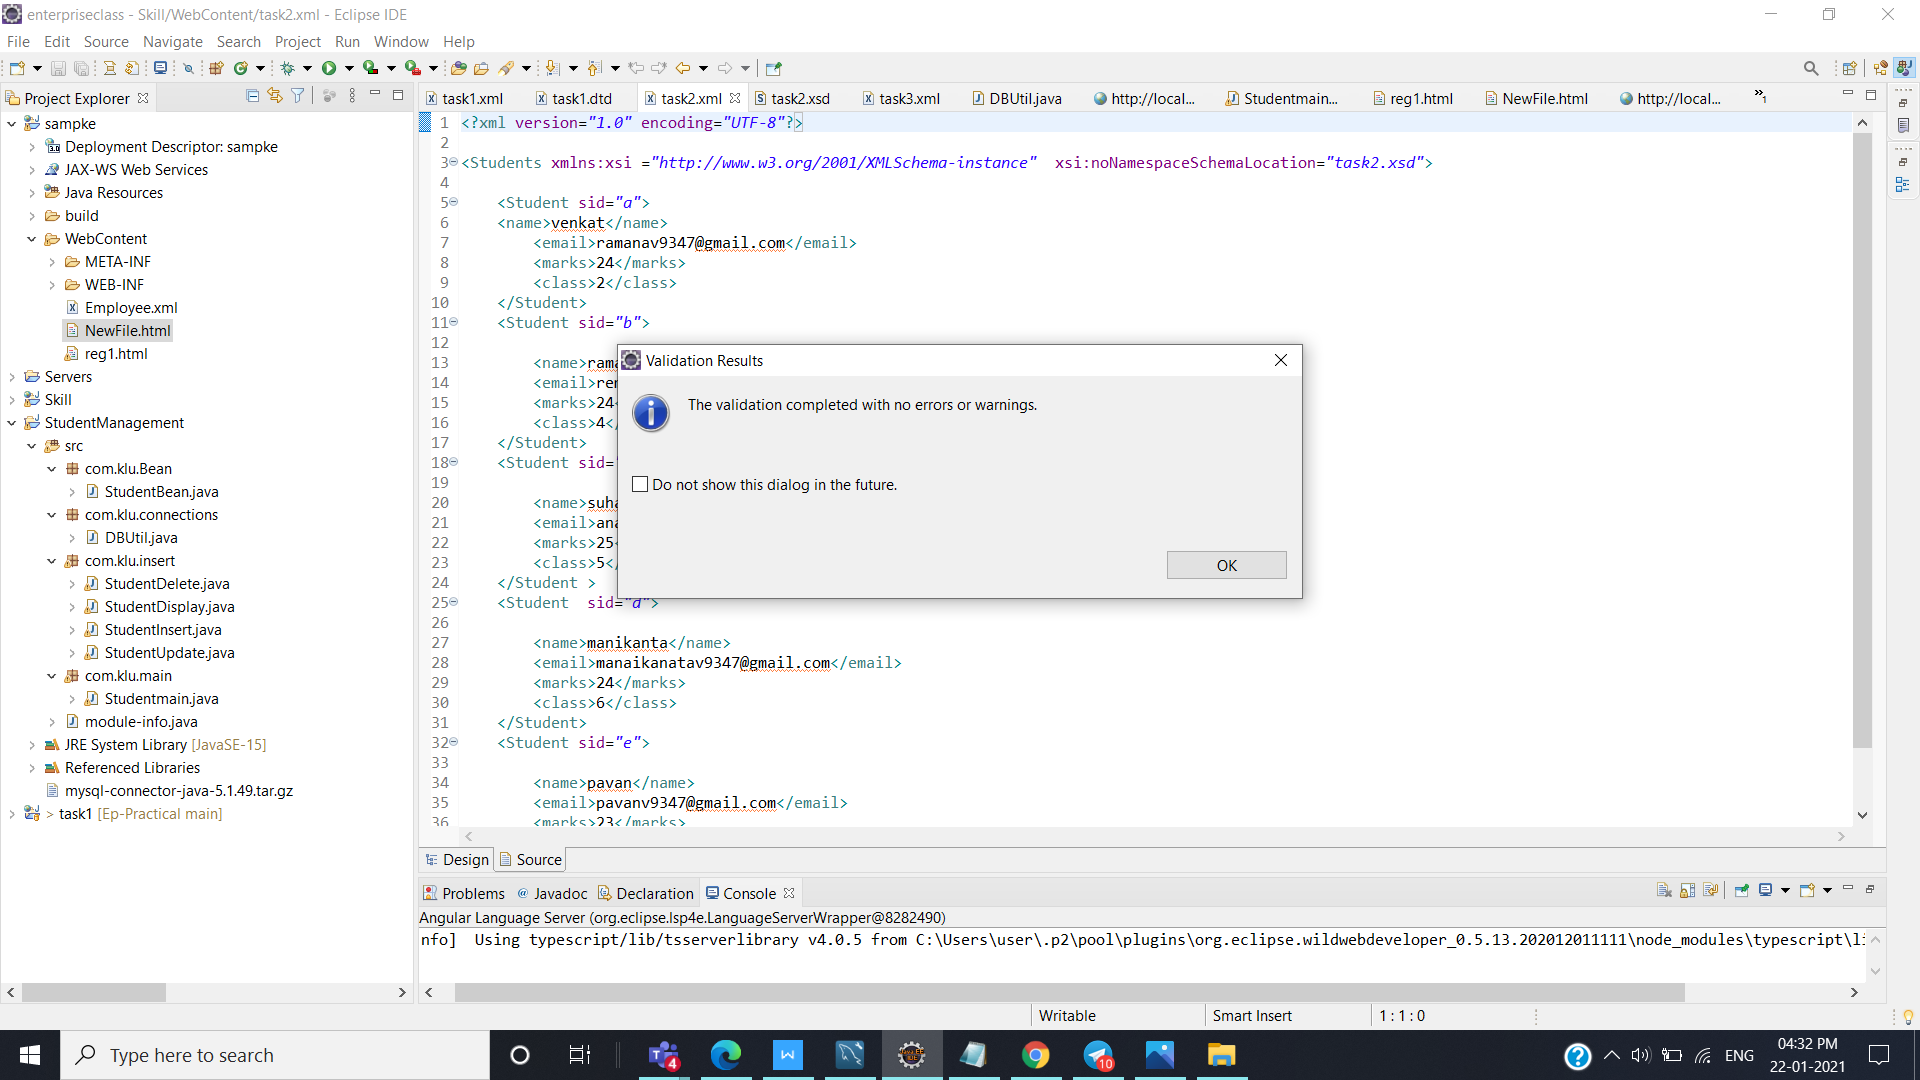 enterpriseclass - Skill/WebContent/task2.xml - Eclipse IDE
File Edit Source Navigate Search Project Run Window Help
Project Explorer
sampke
Deployment Descriptor: sampke
JAX-WS Web Services
Java Resources
build
WebContent
META-INF
WEB-INF
Employee.xml
NewFile.html
reg1.html
Servers
Skill
StudentManagement
src
com.klu.Bean
StudentBean.java
com.klu.connections
DBUtil.java
com.klu.insert
StudentDelete.java
StudentDisplay.java
StudentInsert.java
StudentUpdate.java
com.klu.main
Studentmain.java
module-info.java
JRE System Library [JavaSE-15]
Referenced Libraries
mysql-connector-java-5.1.49.tar.gz
> task1 [Ep-Practical main]
task1.xml task1.dtd task2.xml task2.xsd task3.xml DBUtil.java http://local... Studentmain... reg1.html NewFile.html http://local... »1
1 <?xml version="1.0" encoding="UTF-8"?>
2
3 <Students xmlns:xsi ="http://www.w3.org/2001/XMLSchema-instance" xsi:noNamespaceSchemaLocation="task2.xsd">
4
5 <Student sid="a">
6 <name>venkat</name>
7 <email>ramanav9347@gmail.com</email>
8 <marks>24</marks>
9 <class>2</class>
10 </Student>
11 <Student sid="b">
12
13 <name>rama
14 <email>
15 <marks>24
16 <class>4</
17 </Student>
18 <Student sid=
19
20 <name>suha
21 <email>ana
22 <marks>25
23 <class>5</
24 </Student >
25 <Student sid="d">
26
27 <name>manikanta</name>
28 <email>manaikanatav9347@gmail.com</email>
29 <marks>24</marks>
30 <class>6</class>
31 </Student>
32 <Student sid="e">
33
34 <name>pavan</name>
35 <email>pavanv9347@gmail.com</email>
36 <marks>23</marks>
Validation Results
The validation completed with no errors or warnings.
Do not show this dialog in the future.
OK
Design Source
Problems @ Javadoc Declaration Console
Angular Language Server (org.eclipse.lsp4e.LanguageServerWrapper@8282490)
nfo] Using typescript/lib/tsserverlibrary v4.0.5 from C:\Users\user\.p2\pool\plugins\org.eclipse.wildwebdeveloper_0.5.13.202012011111\node_modules\typescript\l
Writable Smart Insert 1 : 1 : 0
Type here to search
4
10
ENG
04:32 PM
22-01-2021